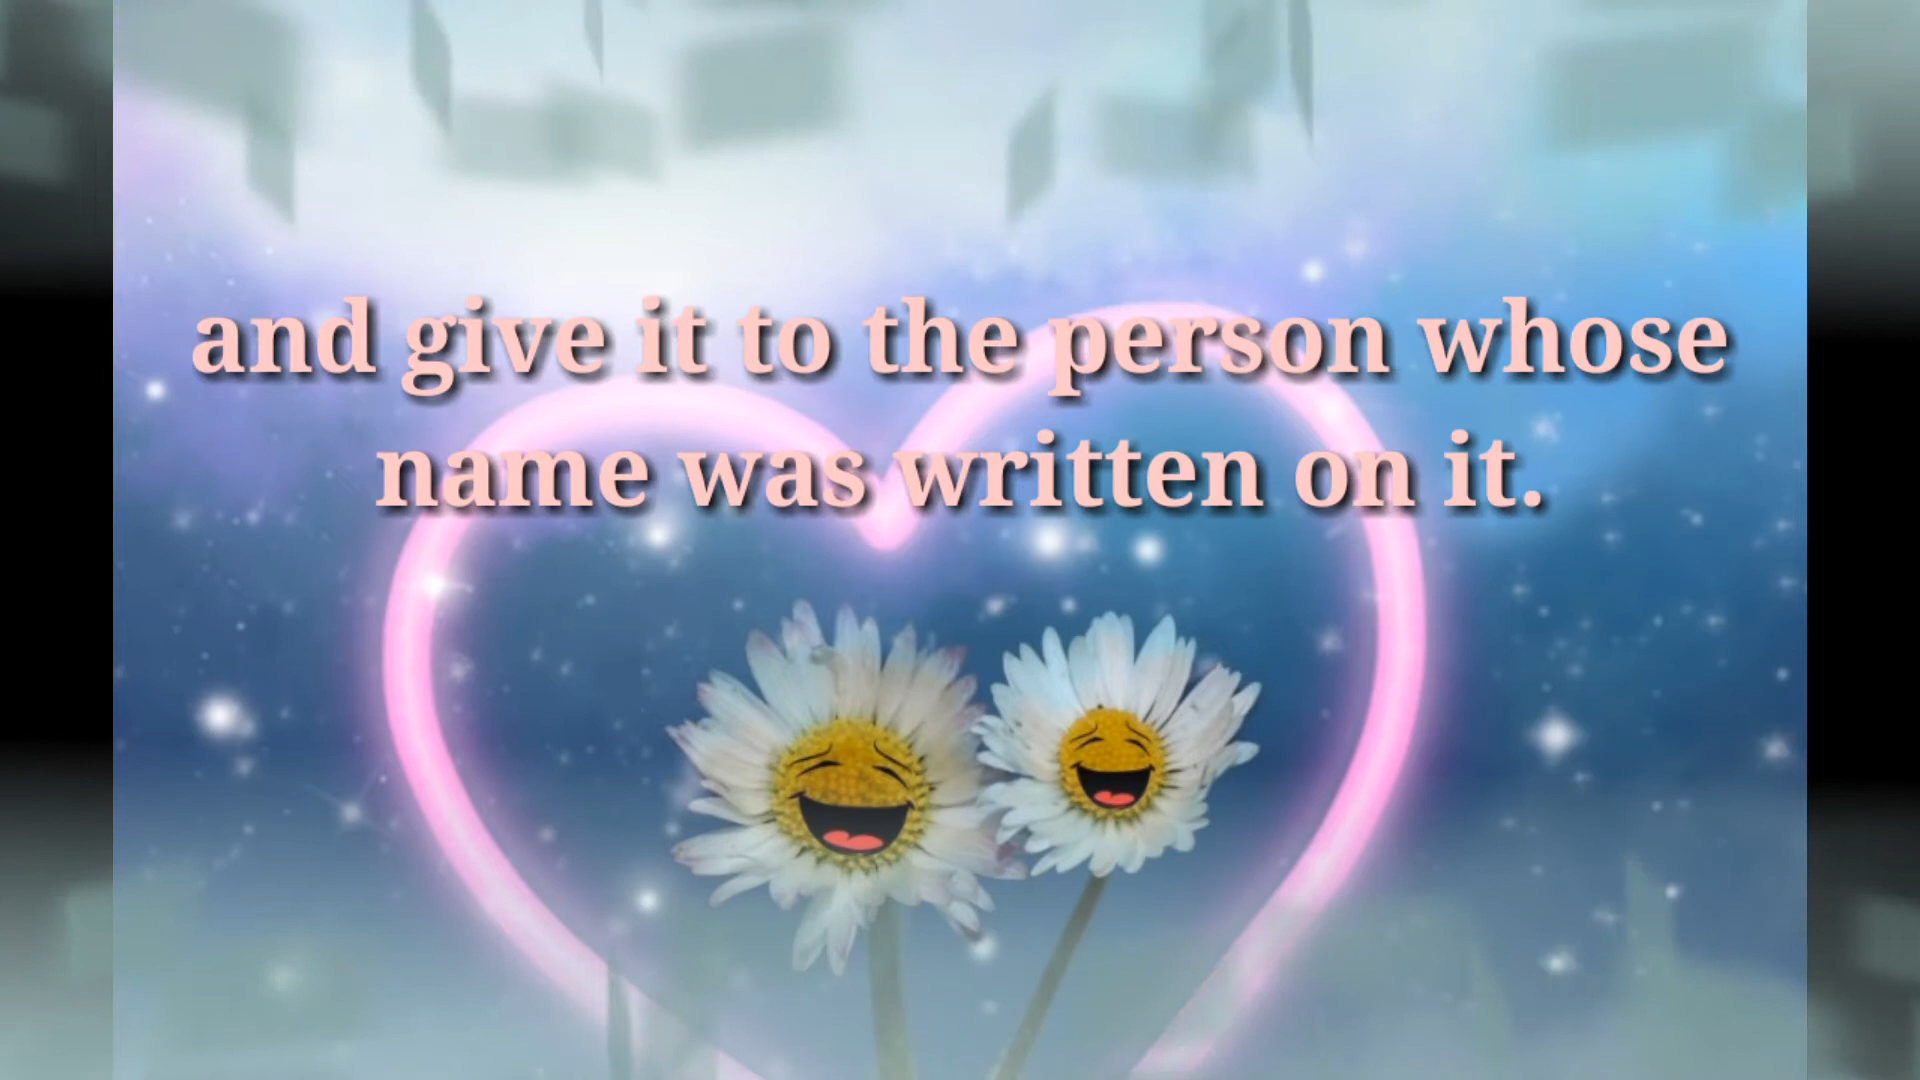 and give it to the person whose
name was written on it.